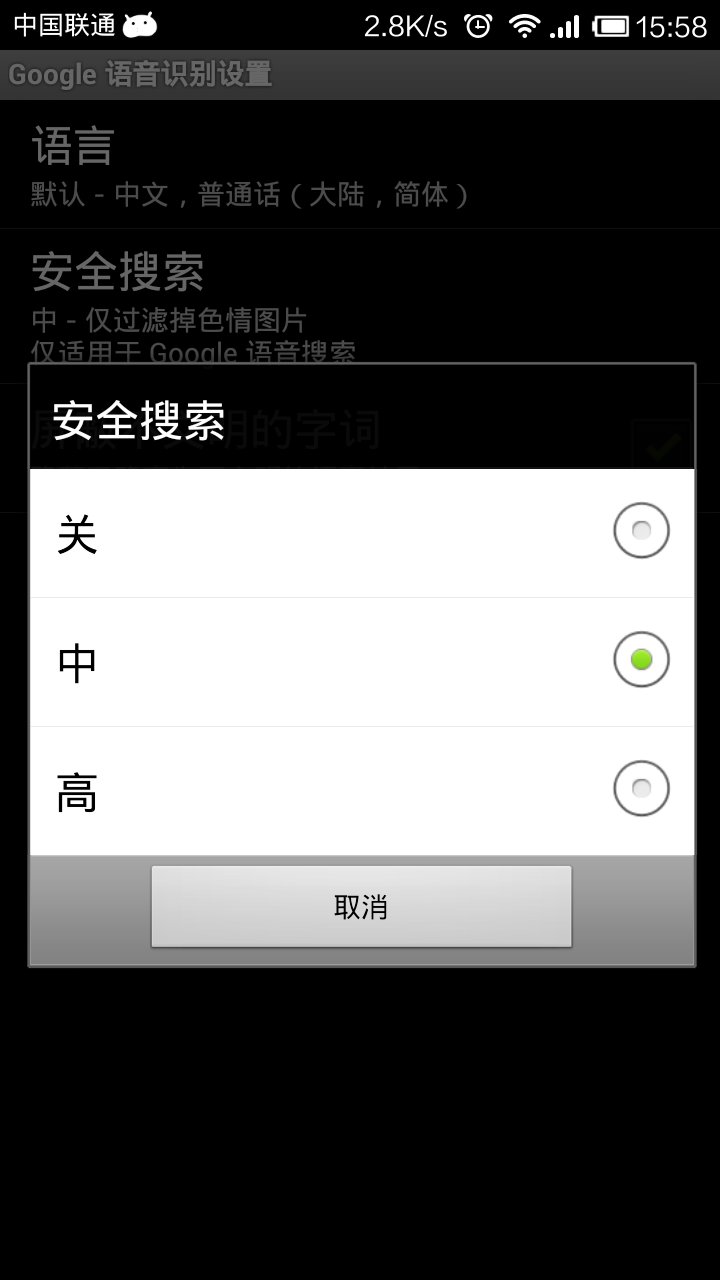 中国联通 2.8K/s 15:58
Google 语音识别设置
语言
默认 - 中文，普通话（大陆，简体）
安全搜索
中 - 仅过滤掉色情图片
仅适用于 Google 语音搜索
安全搜索
的字词
关
中
高
取消